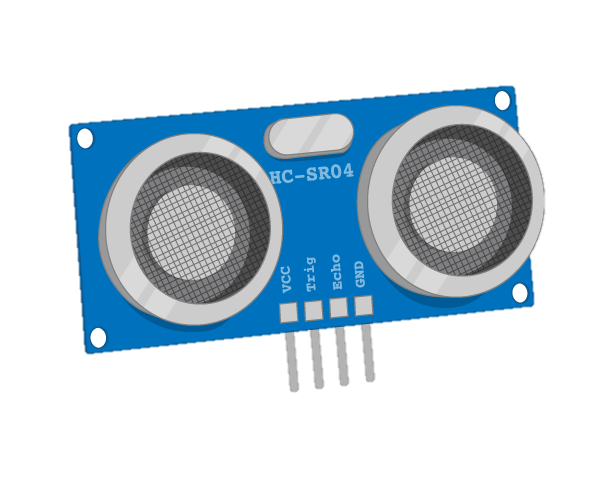 HC-SR04
VCC
Trig
Echo
GND